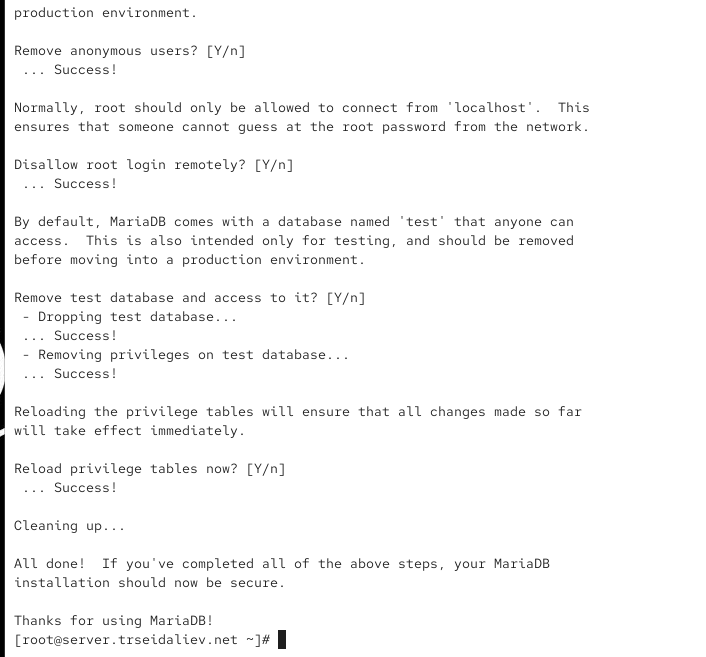 production environment.
Remove anonymous users? [Y/n]
 ... Success!
Normally, root should only be allowed to connect from 'localhost'.  This
ensures that someone cannot guess at the root password from the network.
Disallow root login remotely? [Y/n]
 ... Success!
By default, MariaDB comes with a database named 'test' that anyone can
access.  This is also intended only for testing, and should be removed
before moving into a production environment.
Remove test database and access to it? [Y/n]
 - Dropping test database...
 ... Success!
 - Removing privileges on test database...
 ... Success!
Reloading the privilege tables will ensure that all changes made so far
will take effect immediately.
Reload privilege tables now? [Y/n]
 ... Success!
Cleaning up...
All done!  If you've completed all of the above steps, your MariaDB
installation should now be secure.
Thanks for using MariaDB!
[root@server.trseidaliev.net ~]#